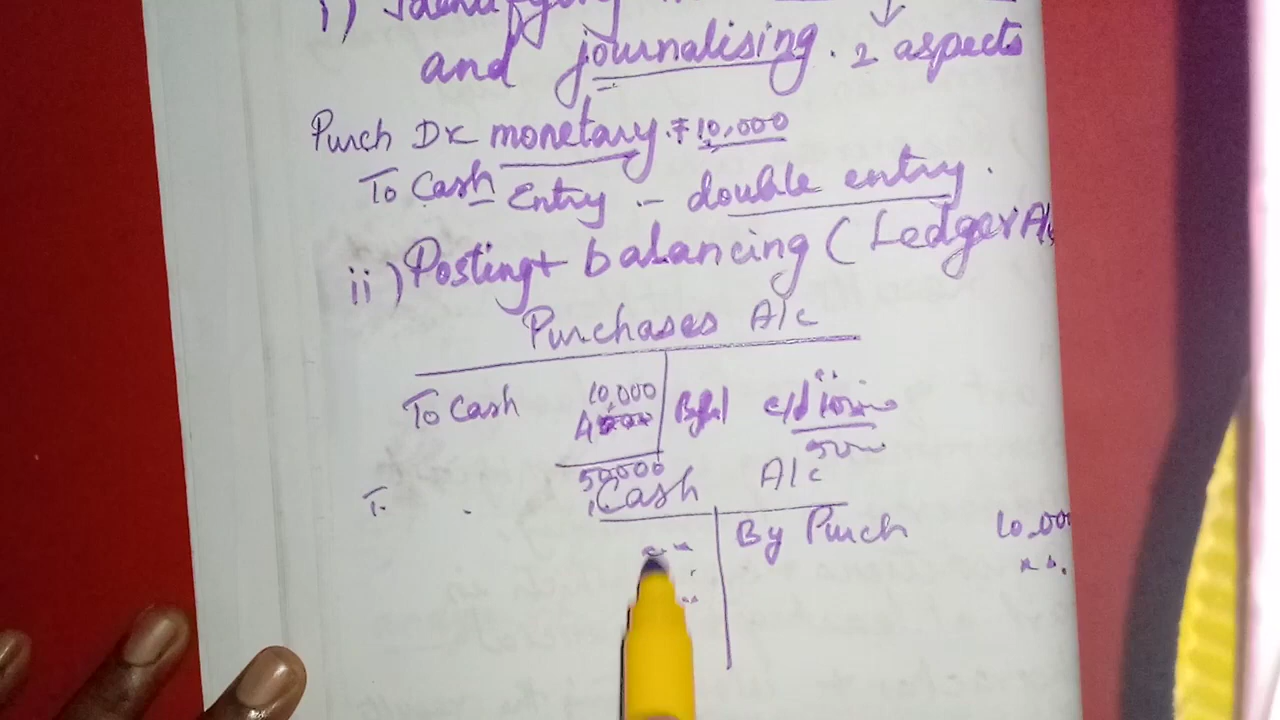 i) Identifying
and journalising. 2 aspects
Purch Dr monetary. ₹10,000
To Cash Entry - double entry.
ii) Posting + balancing (Ledger A/c
Purchases A/c
To Cash 10,000
c/d
50,000
Cash A/c
By Purch 10,000